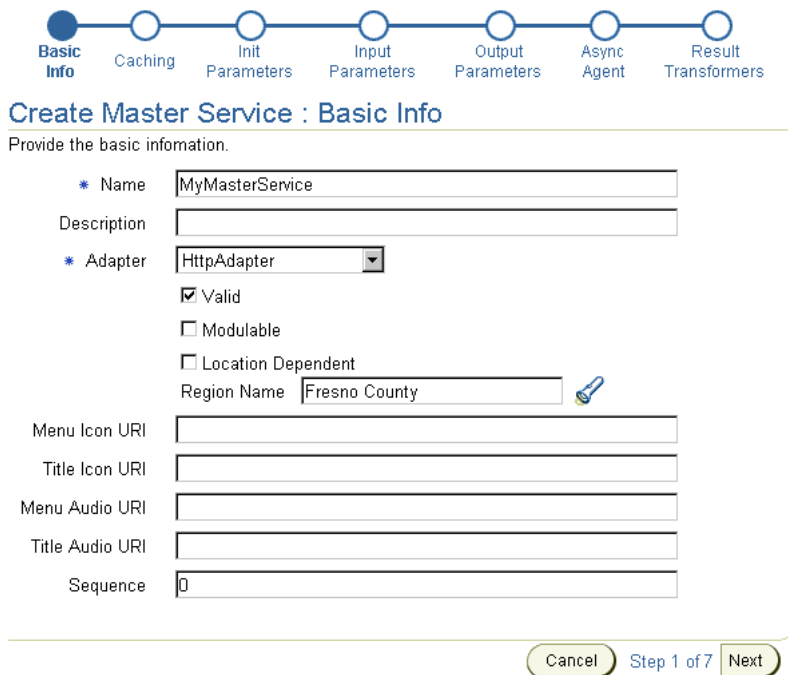 Basic Info
Caching
Init Parameters
Input Parameters
Output Parameters
Async Agent
Result Transformers
Create Master Service : Basic Info
Provide the basic infomation.
* Name MyMasterService
Description
* Adapter HttpAdapter
Valid
Modulable
Location Dependent
Region Name Fresno County
Menu Icon URI
Title Icon URI
Menu Audio URI
Title Audio URI
Sequence 0
Cancel Step 1 of 7 Next